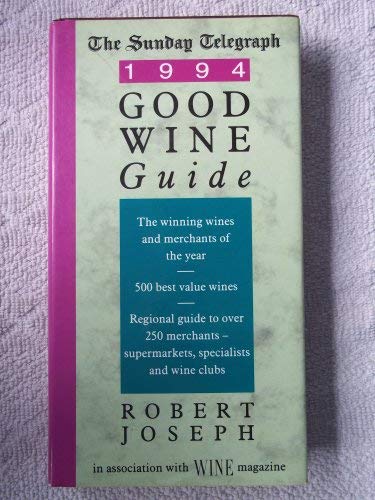 The Sunday Telegraph
1994
GOOD
WINE
Guide
The winning wines
and merchants of
the year
500 best value wines
Regional guide to over
250 merchants –
supermarkets, specialists
and wine clubs
ROBERT
JOSEPH
in association with WINE magazine